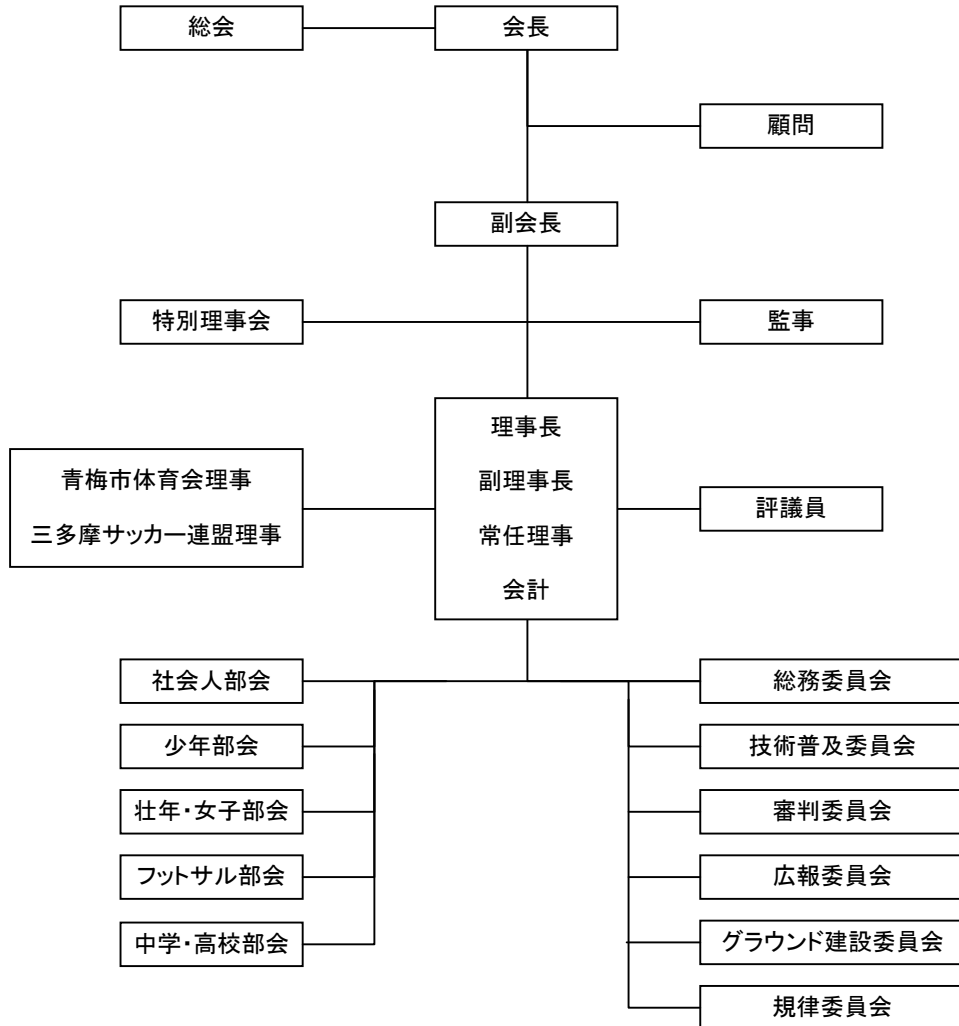 総会
会長
顧問
副会長
特別理事会
監事
理事長
副理事長
常任理事
会計
青梅市体育会理事
三多摩サッカー連盟理事
評議員
社会人部会
総務委員会
少年部会
技術普及委員会
壮年・女子部会
審判委員会
フットサル部会
広報委員会
中学・高校部会
グラウンド建設委員会
規律委員会